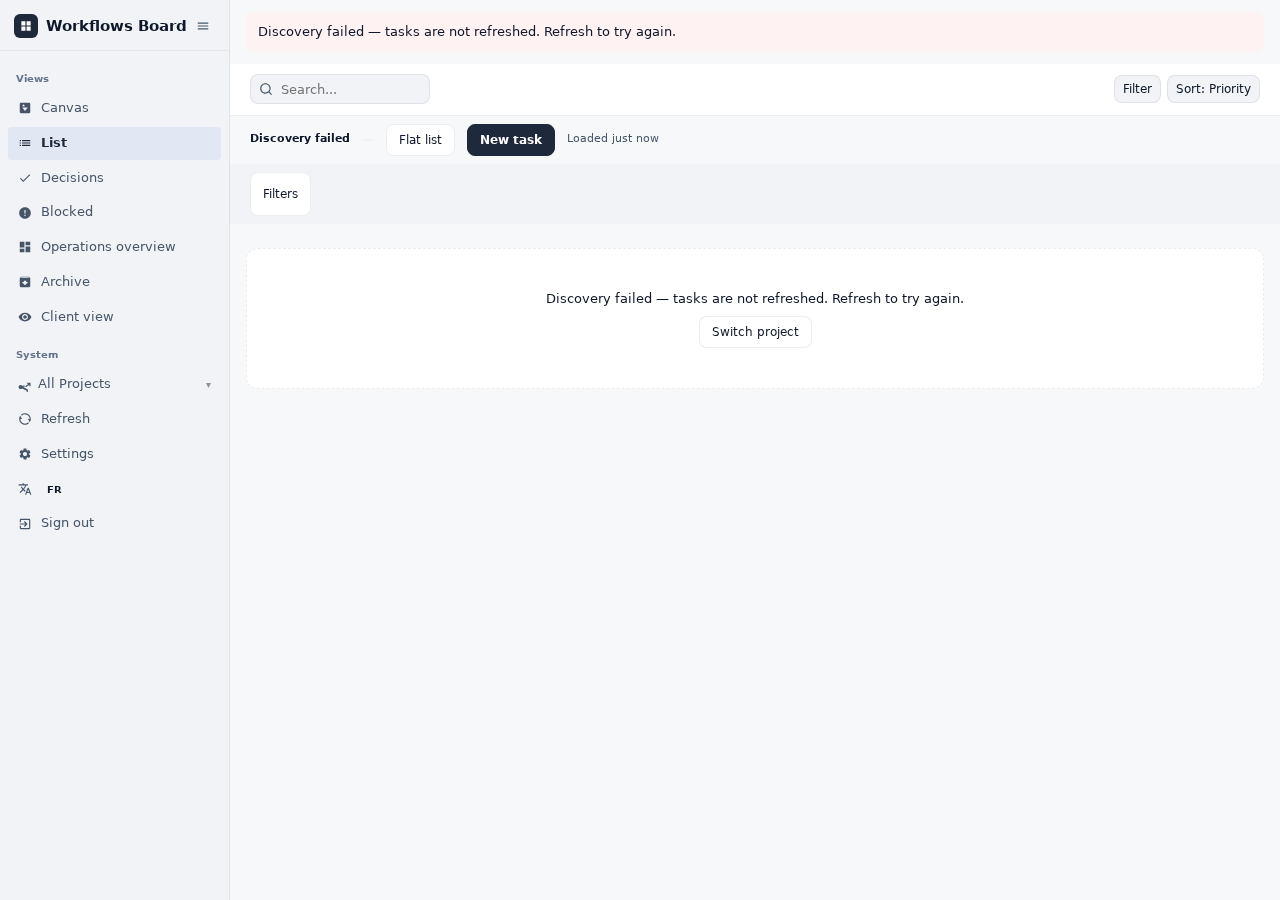 Workflows Board
Views
Canvas
List
Decisions
Blocked
Operations overview
Archive
Client view
System
All Projects
Refresh
Settings
FR
Sign out
Discovery failed — tasks are not refreshed. Refresh to try again.
Search...
Filter
Sort: Priority
Discovery failed
Flat list
New task
Loaded just now
Filters
Discovery failed — tasks are not refreshed. Refresh to try again.
Switch project